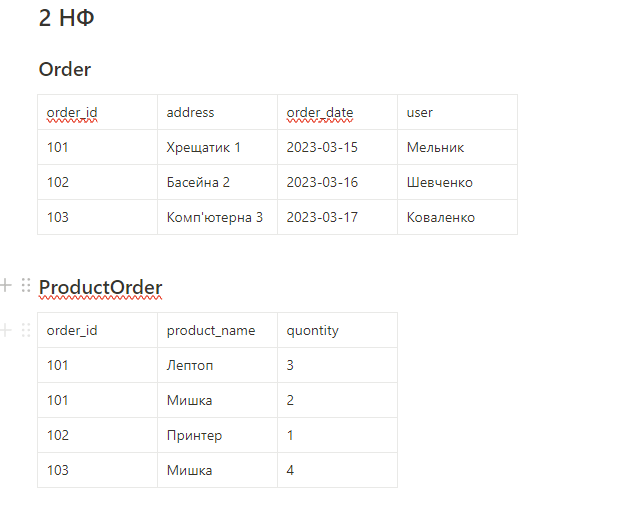 2 НФ
Order
order_id address order_date user
101 Хрещатик 1 2023-03-15 Мельник
102 Басейна 2 2023-03-16 Шевченко
103 Комп'ютерна 3 2023-03-17 Коваленко
ProductOrder
order_id product_name quontity
101 Лептоп 3
101 Мишка 2
102 Принтер 1
103 Мишка 4